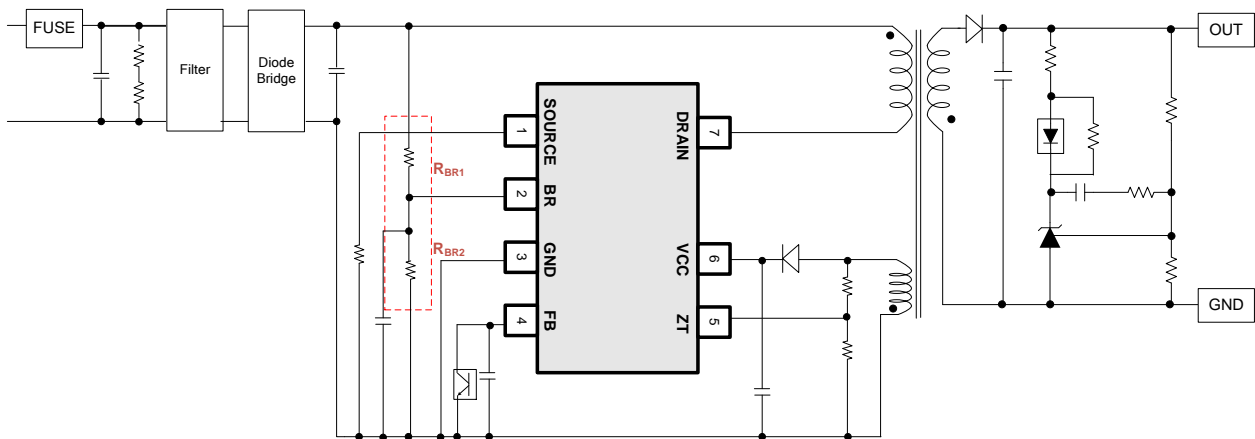 FUSE
Filter
Diode
Bridge
OUT
GND
SOURCE
1
BR
2
GND
3
FB
4
DRAIN
7
VCC
6
ZT
5
RBR1
RBR2